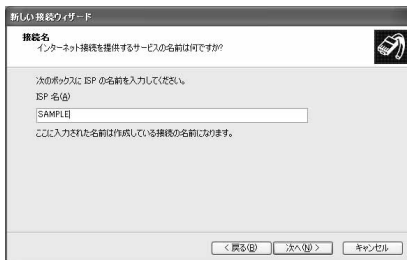 新しい接続ウィザード
接続名
インターネット接続を提供するサービスの名前は何ですか?
次のボックスに ISP の名前を入力してください。
ISP 名(A)
SAMPLE
ここに入力された名前は作成している接続の名前になります。
< 戻る(B)
次へ(N) >
キャンセル